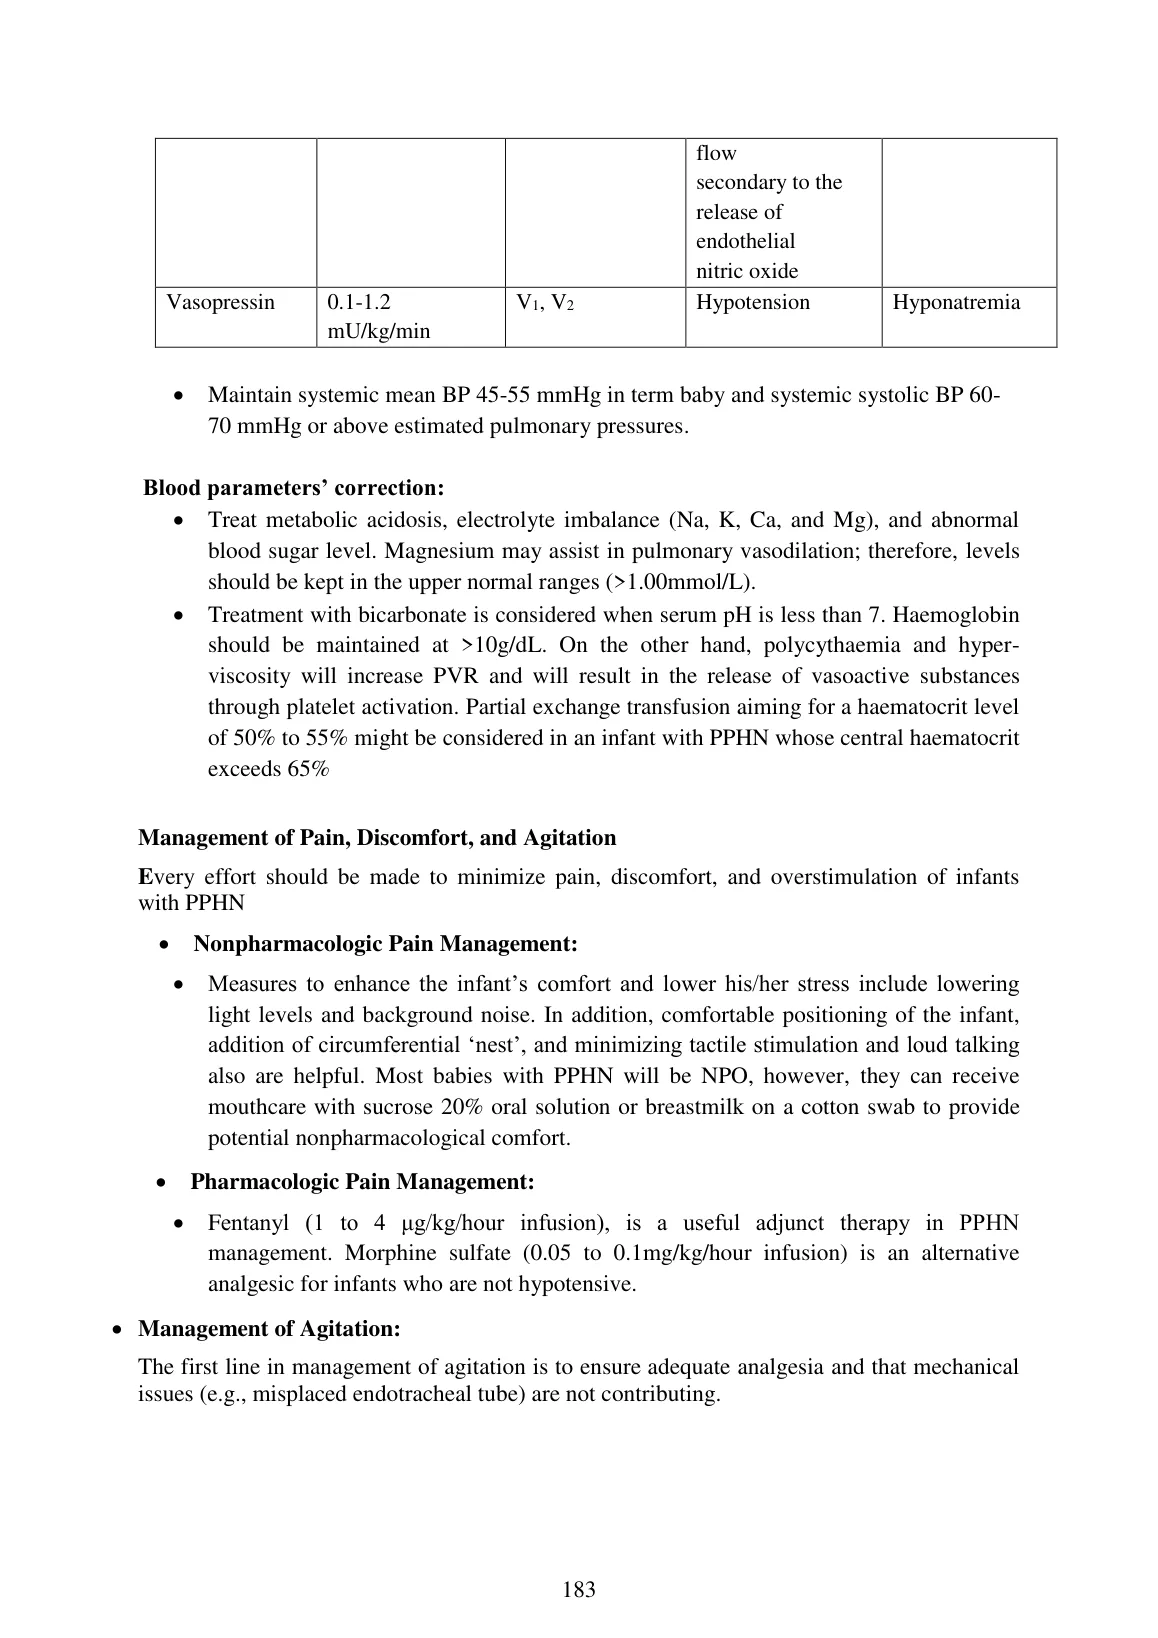 flow
secondary to the
release of
endothelial
nitric oxide
Vasopressin 0.1-1.2 V1, V2 Hypotension Hyponatremia
mU/kg/min
• Maintain systemic mean BP 45-55 mmHg in term baby and systemic systolic BP 60-
70 mmHg or above estimated pulmonary pressures.
Blood parameters’ correction:
• Treat metabolic acidosis, electrolyte imbalance (Na, K, Ca, and Mg), and abnormal
blood sugar level. Magnesium may assist in pulmonary vasodilation; therefore, levels
should be kept in the upper normal ranges (>1.00mmol/L).
• Treatment with bicarbonate is considered when serum pH is less than 7. Haemoglobin
should be maintained at >10g/dL. On the other hand, polycythaemia and hyper-
viscosity will increase PVR and will result in the release of vasoactive substances
through platelet activation. Partial exchange transfusion aiming for a haematocrit level
of 50% to 55% might be considered in an infant with PPHN whose central haematocrit
exceeds 65%
Management of Pain, Discomfort, and Agitation
Every effort should be made to minimize pain, discomfort, and overstimulation of infants
with PPHN
• Nonpharmacologic Pain Management:
• Measures to enhance the infant’s comfort and lower his/her stress include lowering
light levels and background noise. In addition, comfortable positioning of the infant,
addition of circumferential ‘nest’, and minimizing tactile stimulation and loud talking
also are helpful. Most babies with PPHN will be NPO, however, they can receive
mouthcare with sucrose 20% oral solution or breastmilk on a cotton swab to provide
potential nonpharmacological comfort.
• Pharmacologic Pain Management:
• Fentanyl (1 to 4 μg/kg/hour infusion), is a useful adjunct therapy in PPHN
management. Morphine sulfate (0.05 to 0.1mg/kg/hour infusion) is an alternative
analgesic for infants who are not hypotensive.
• Management of Agitation:
The first line in management of agitation is to ensure adequate analgesia and that mechanical
issues (e.g., misplaced endotracheal tube) are not contributing.
183